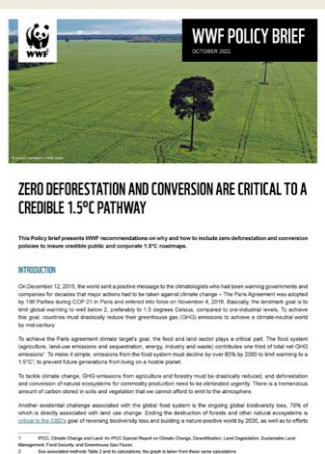 WWF
WWF POLICY BRIEF
OCTOBER 2022
ZERO DEFORESTATION AND CONVERSION ARE CRITICAL TO A
CREDIBLE 1.5°C PATHWAY
This Policy brief presents WWF recommendations on why and how to include zero deforestation and conversion
policies to insure credible public and corporate 1.5°C roadmaps.
INTRODUCTION
On December 12, 2015, the world sent a positive message to the climatologists who had been warning governments and
companies for decades that major actions had to be taken against climate change – The Paris Agreement was adopted
by 196 Parties during COP 21 in Paris and entered into force on November 4, 2016. Basically, the landmark goal is to
limit global warming to well below 2, preferably to 1.5 degrees Celsius, compared to pre-industrial levels. To achieve
this goal, countries must drastically reduce their greenhouse gas (GHG) emissions to achieve a climate-neutral world
by mid-century.
To achieve the Paris agreement climate target's goal, the food and land sector plays a critical part. The food system
(agriculture, land-use emissions and sequestration, energy, industry and waste) contributes one third of total net GHG
emissions¹. To make it simple, emissions from the food system must decline by over 80% by 2050 to limit warming to a
1.5°C², to prevent future generations from living on a hostile planet.
To tackle climate change, GHG emissions from agriculture and forestry must be drastically reduced, and deforestation
and conversion of natural ecosystems for commodity production need to be eliminated urgently. There is a tremendous
amount of carbon stored in soils and vegetation that we cannot afford to emit to the atmosphere.
Another existential challenge associated with the global food system is the ongoing global biodiversity loss, 70% of
which is directly associated with land use change. Ending the destruction of forests and other natural ecosystems is
critical to the CBD's goal of reversing biodiversity loss and building a nature-positive world by 2030, as well as to efforts
1 IPCC, Climate Change and Land: An IPCC Special Report on Climate Change, Desertification, Land Degradation, Sustainable Land
Management, Food Security, and Greenhouse Gas Fluxes
2 See associated methods Table 2 and its calculations; the graph is taken from these same calculations.